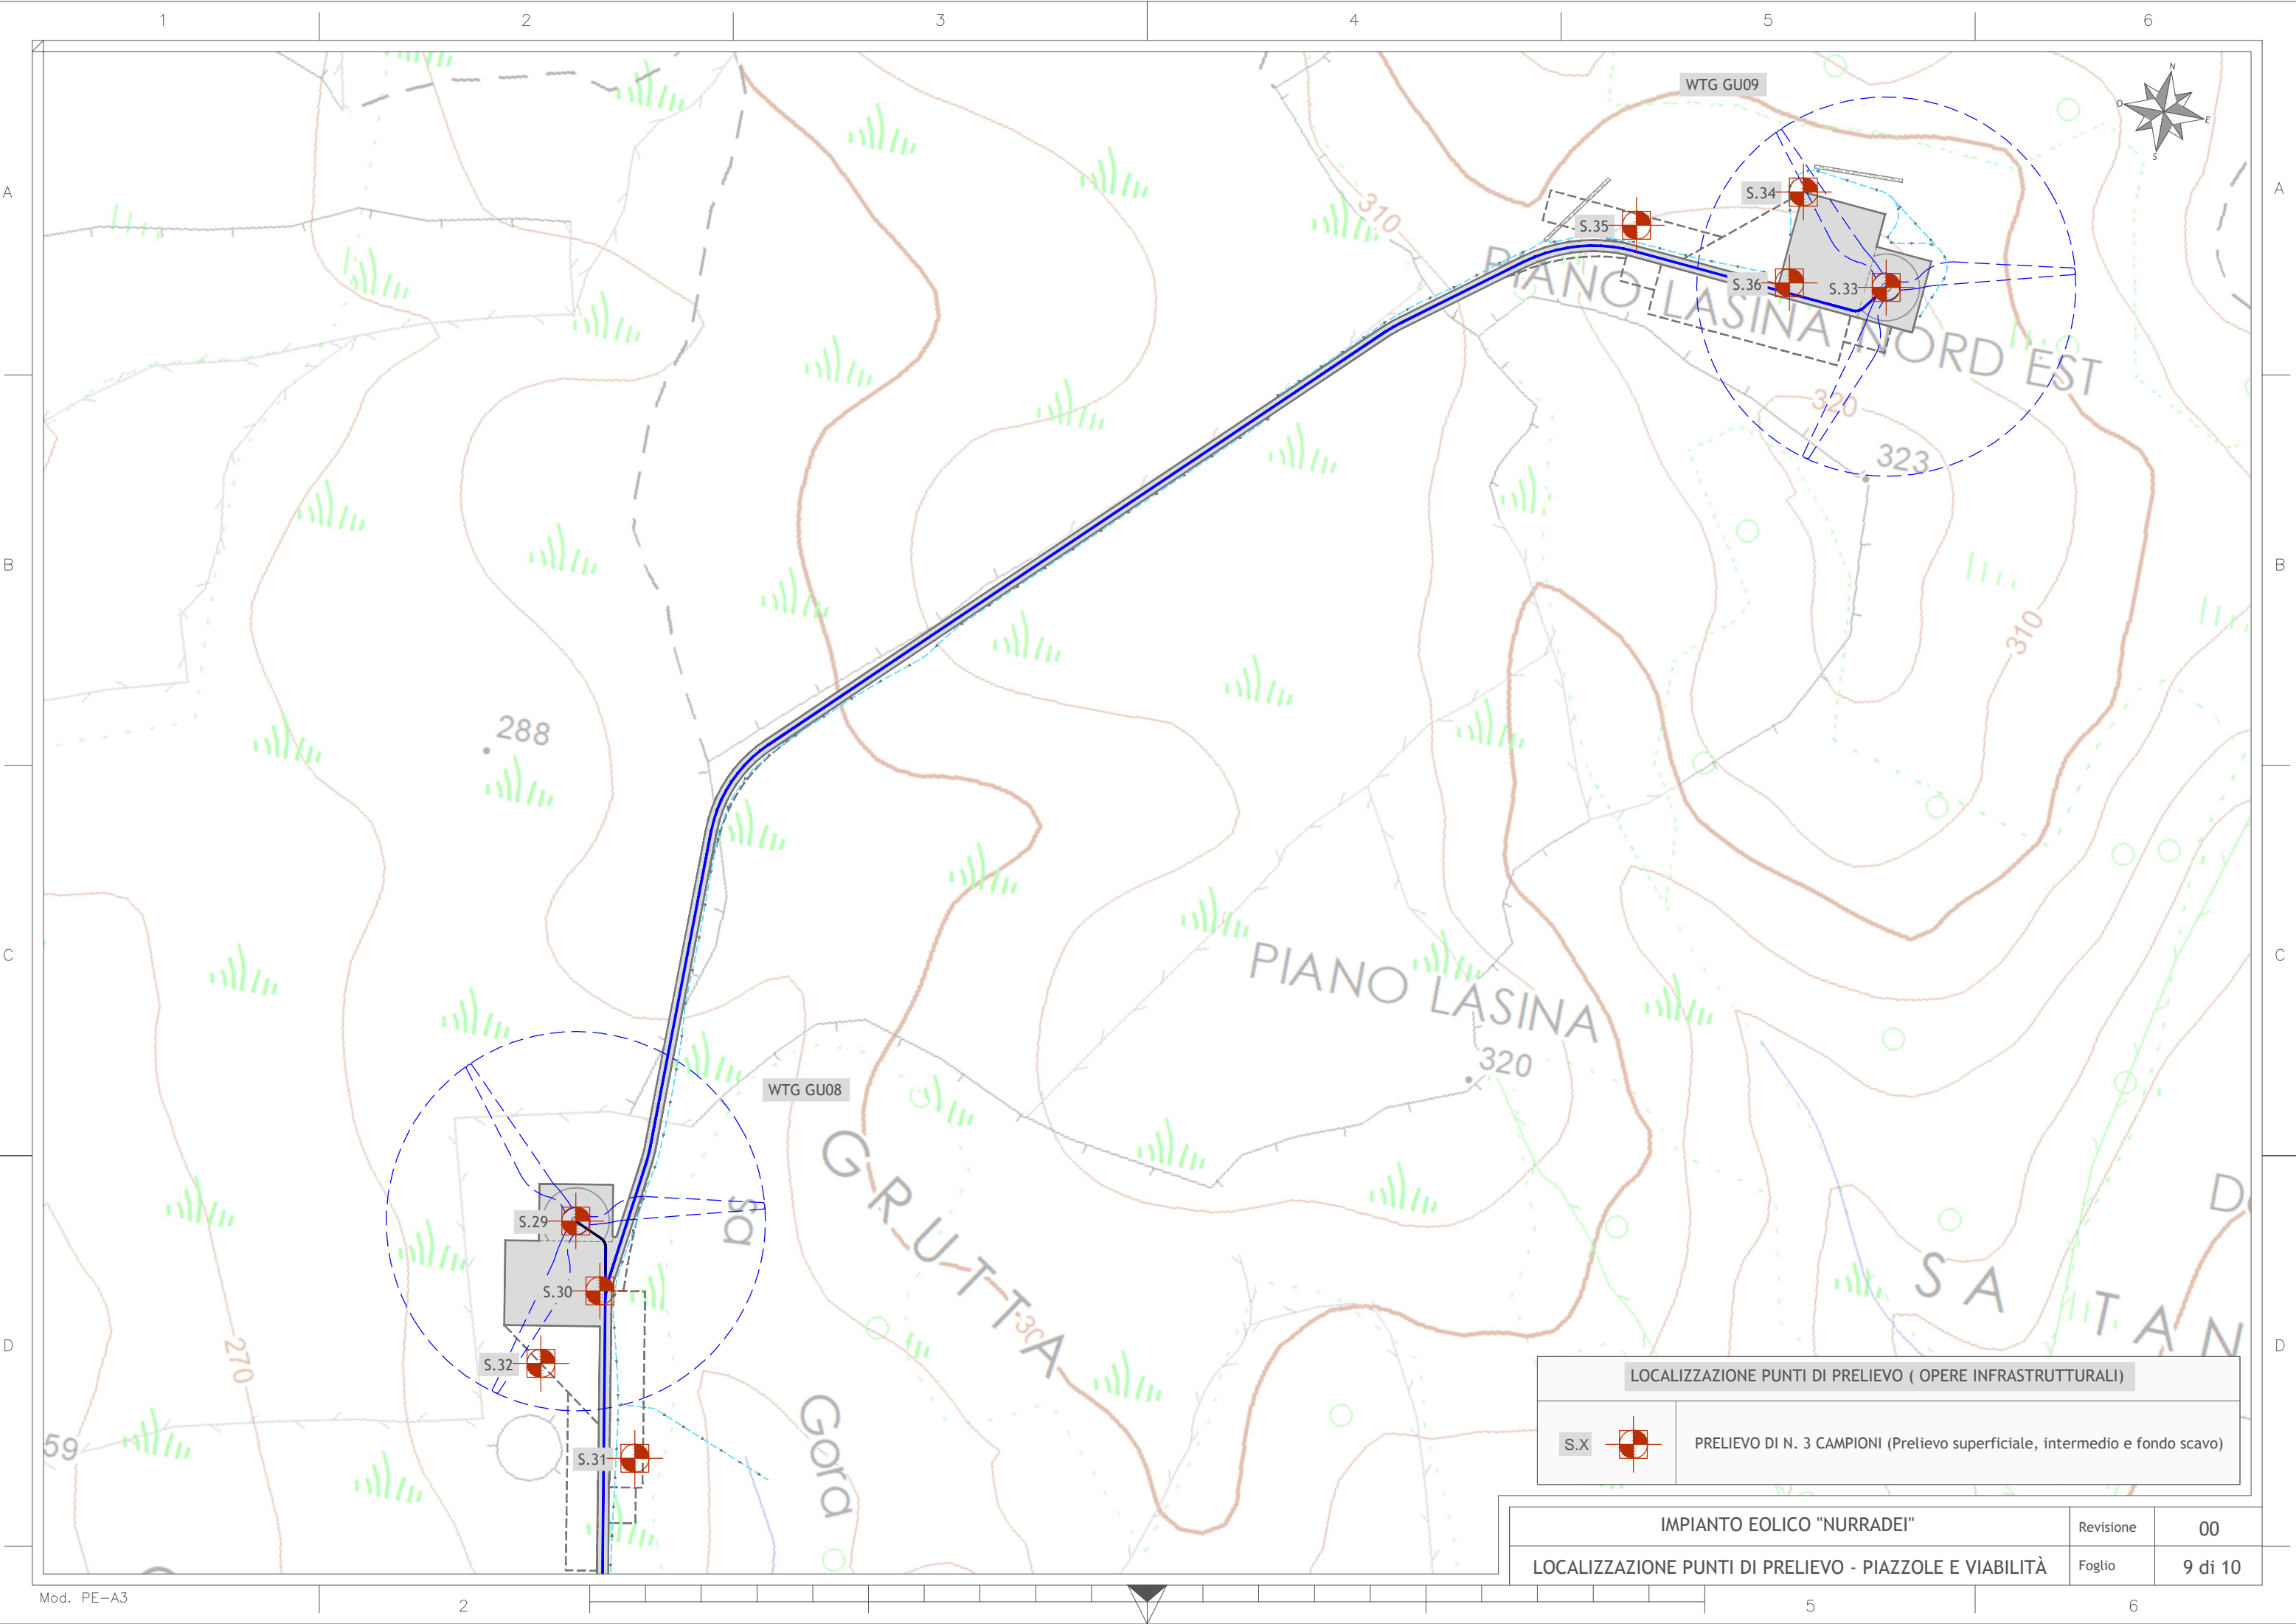 1 2 3 4 5 6
A
B
C
D
A
B
C
D
WTG GU09
N
O
E
S
310
S.34
S.35
S.36
S.33
PIANO LASINA NORD EST
320
323
310
288
PIANO LASINA
320
WTG GU08
GRUTTA
300
sa
Gora
S.29
S.30
S.32
S.31
270
59
SA TAN
LOCALIZZAZIONE PUNTI DI PRELIEVO ( OPERE INFRASTRUTTURALI)
S.X
PRELIEVO DI N. 3 CAMPIONI (Prelievo superficiale, intermedio e fondo scavo)
IMPIANTO EOLICO "NURRADEI"
Revisione
00
LOCALIZZAZIONE PUNTI DI PRELIEVO - PIAZZOLE E VIABILITÀ
Foglio
9 di 10
Mod. PE-A3
2 5 6